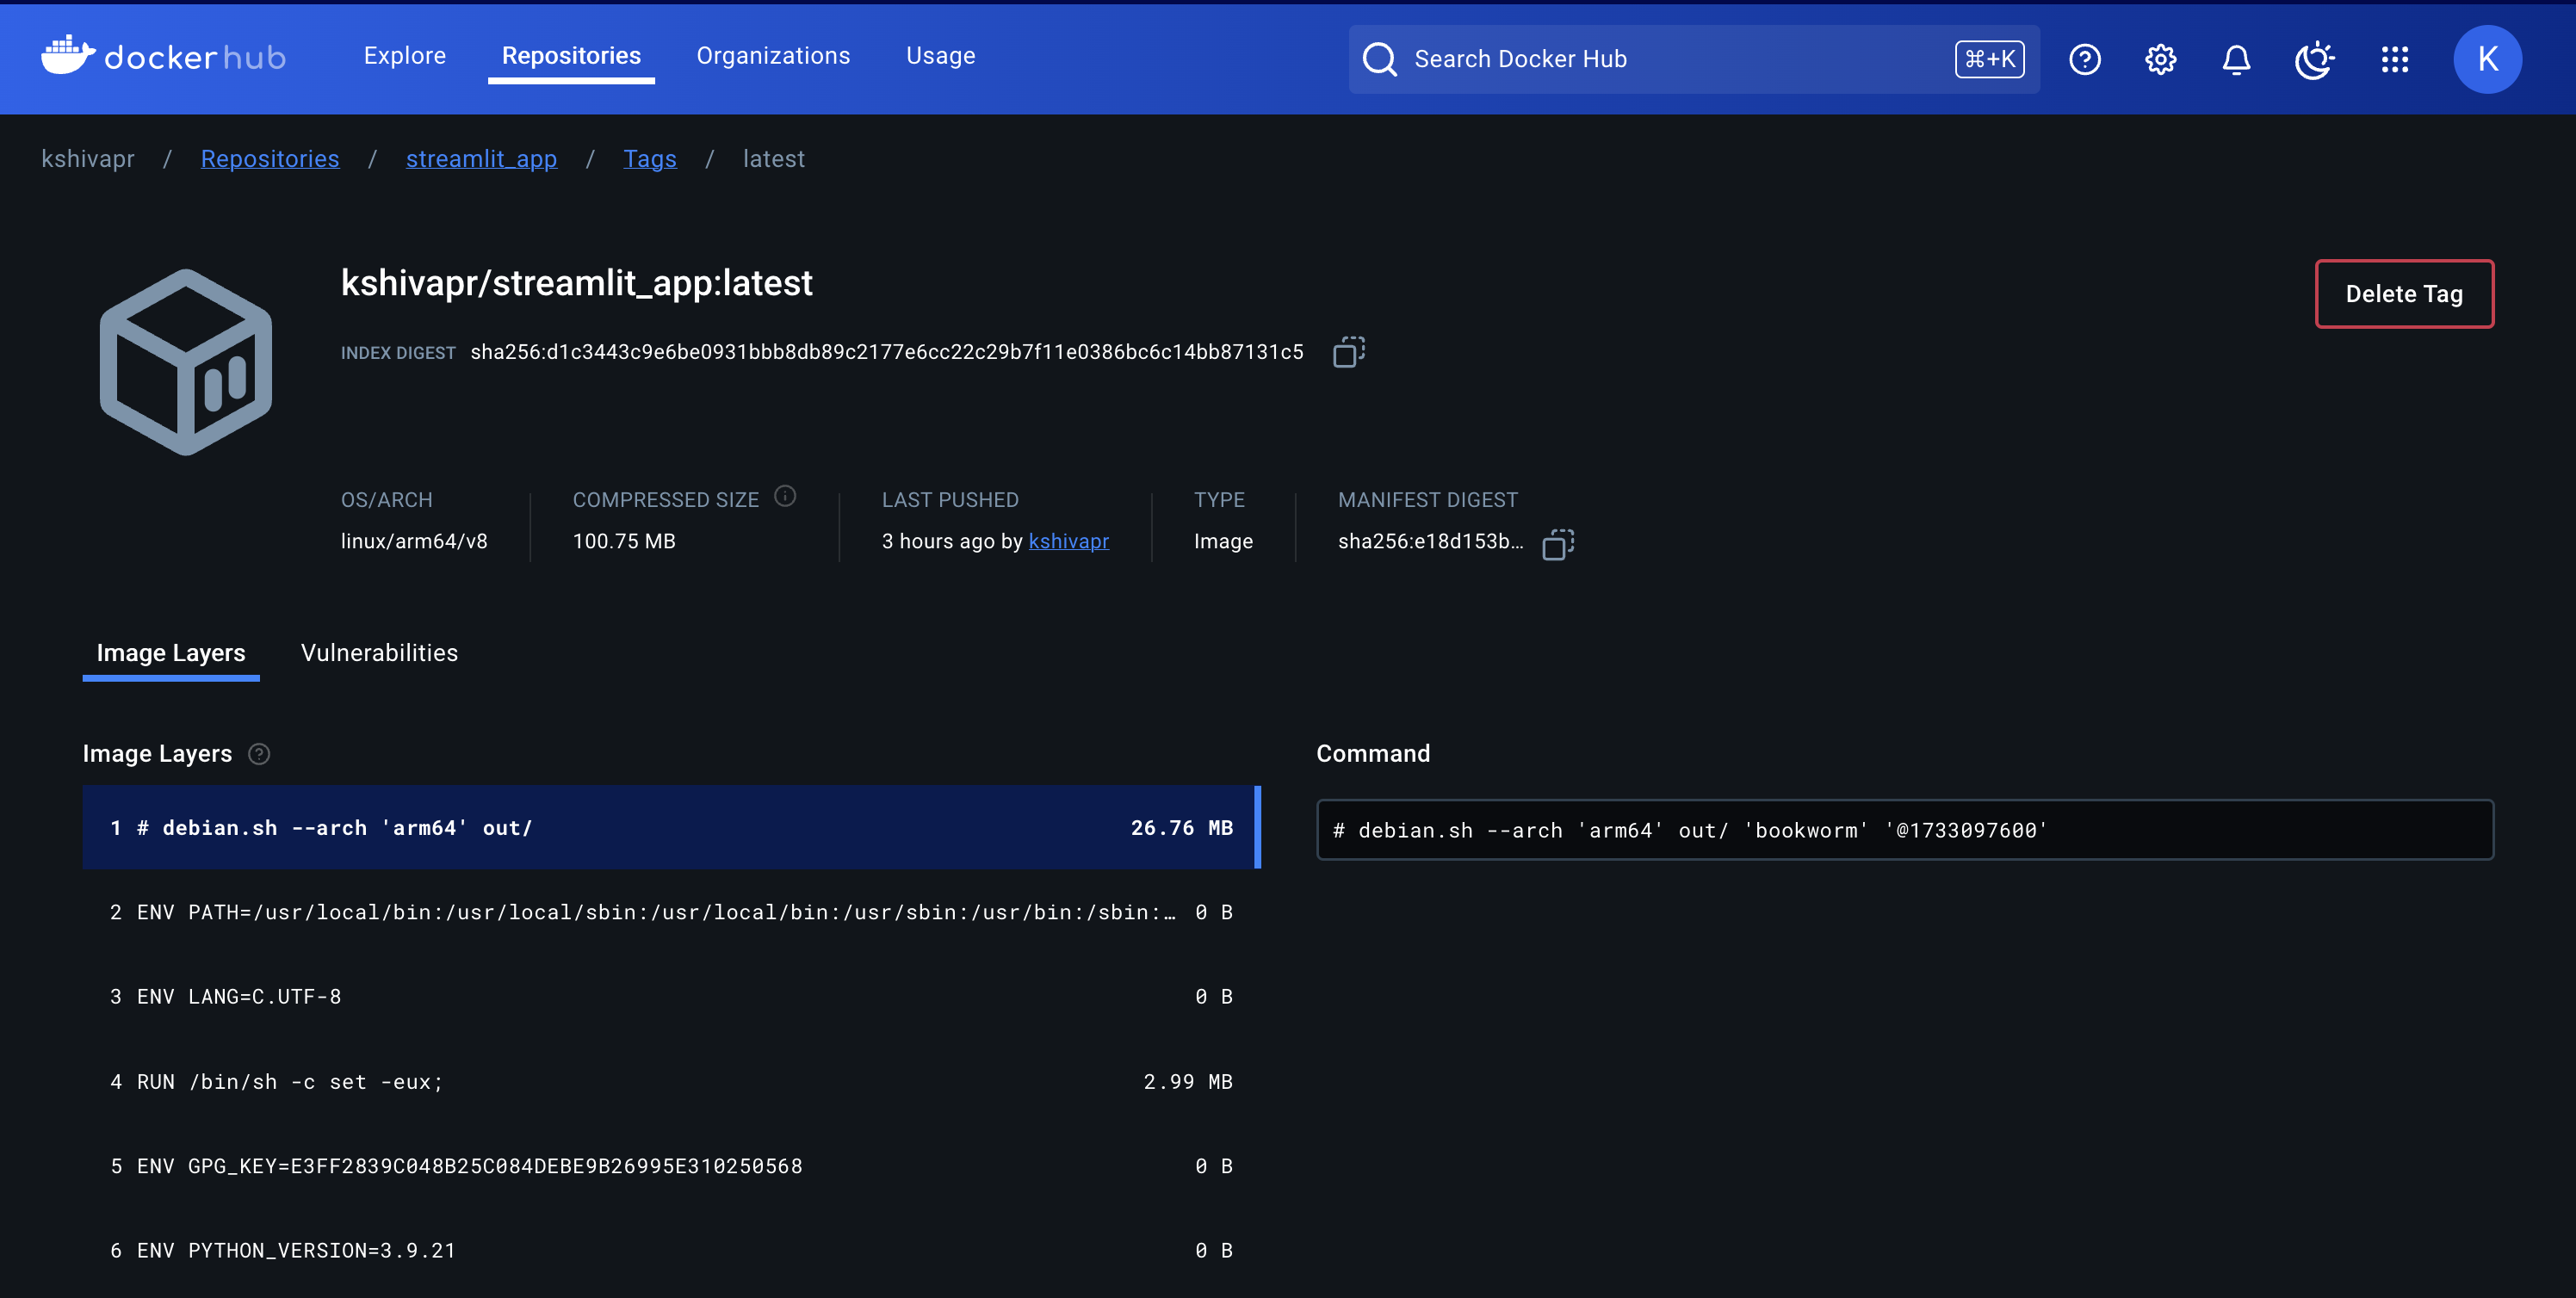 dockerhub Explore Repositories Organizations Usage Search Docker Hub ⌘+K K
kshivapr / Repositories / streamlit_app / Tags / latest
kshivapr/streamlit_app:latest
Delete Tag
INDEX DIGEST sha256:d1c3443c9e6be0931bbb8db89c2177e6cc22c29b7f11e0386bc6c14bb87131c5
OS/ARCH COMPRESSED SIZE LAST PUSHED TYPE MANIFEST DIGEST
linux/arm64/v8 100.75 MB 3 hours ago by kshivapr Image sha256:e18d153b...
Image Layers Vulnerabilities
Image Layers Command
1 # debian.sh --arch 'arm64' out/ 26.76 MB
# debian.sh --arch 'arm64' out/ 'bookworm' '@1733097600'
2 ENV PATH=/usr/local/bin:/usr/local/sbin:/usr/local/bin:/usr/sbin:/usr/bin:/sbin:… 0 B
3 ENV LANG=C.UTF-8 0 B
4 RUN /bin/sh -c set -eux; 2.99 MB
5 ENV GPG_KEY=E3FF2839C048B25C084DEBE9B26995E310250568 0 B
6 ENV PYTHON_VERSION=3.9.21 0 B